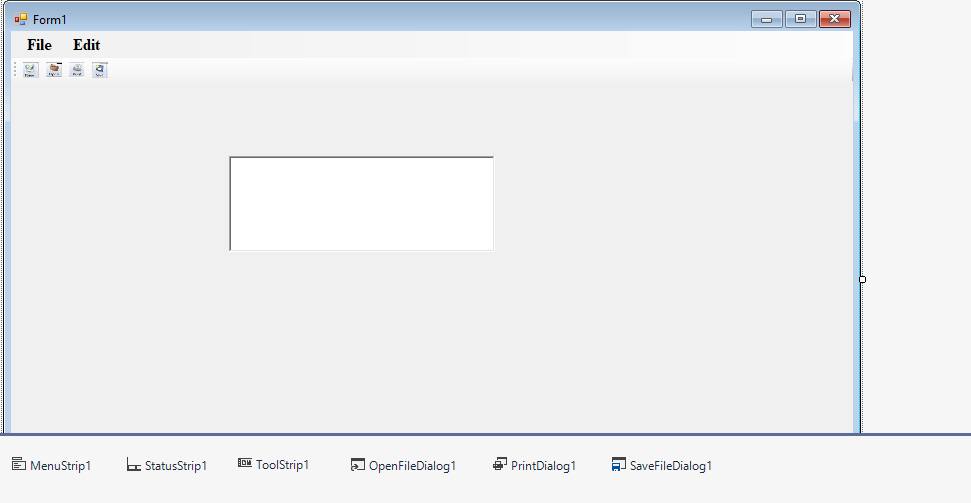 Form1
File Edit
MenuStrip1 StatusStrip1 ToolStrip1 OpenFileDialog1 PrintDialog1 SaveFileDialog1